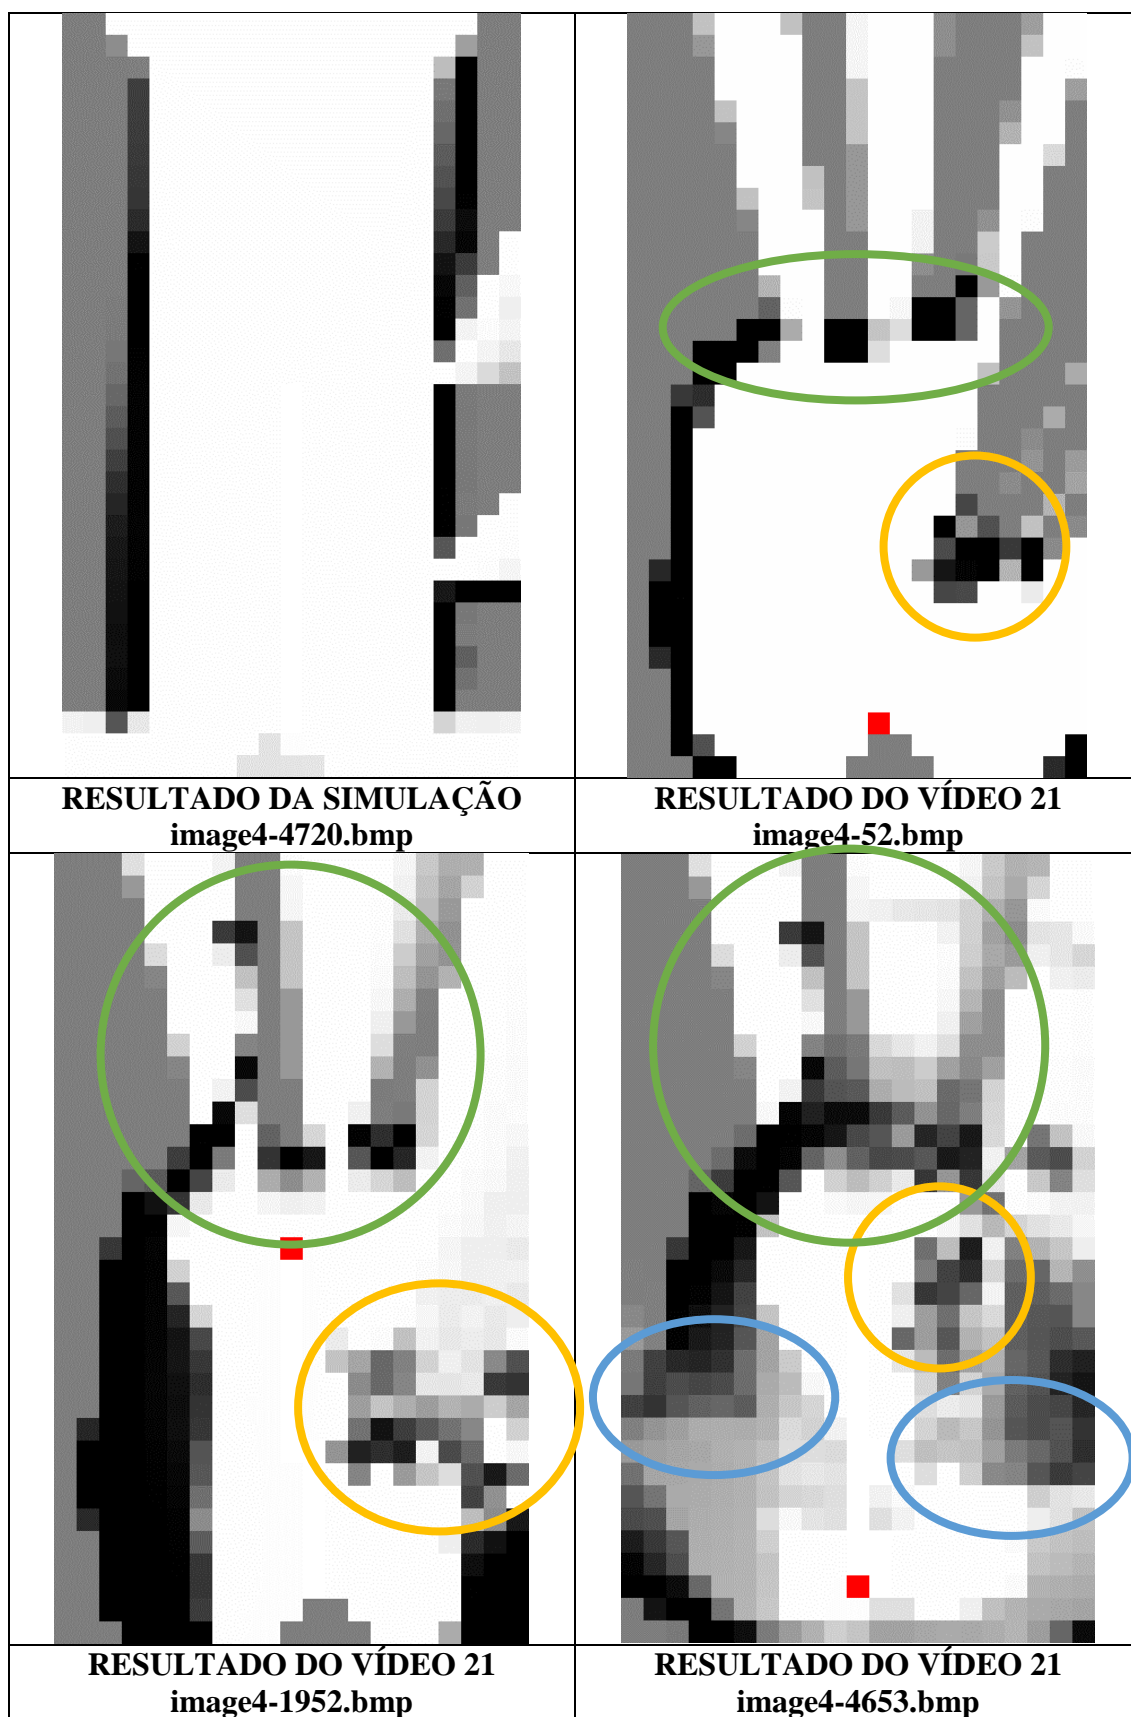 RESULTADO DA SIMULAÇÃO
image4-4720.bmp
RESULTADO DO VÍDEO 21
image4-52.bmp
RESULTADO DO VÍDEO 21
image4-1952.bmp
RESULTADO DO VÍDEO 21
image4-4653.bmp